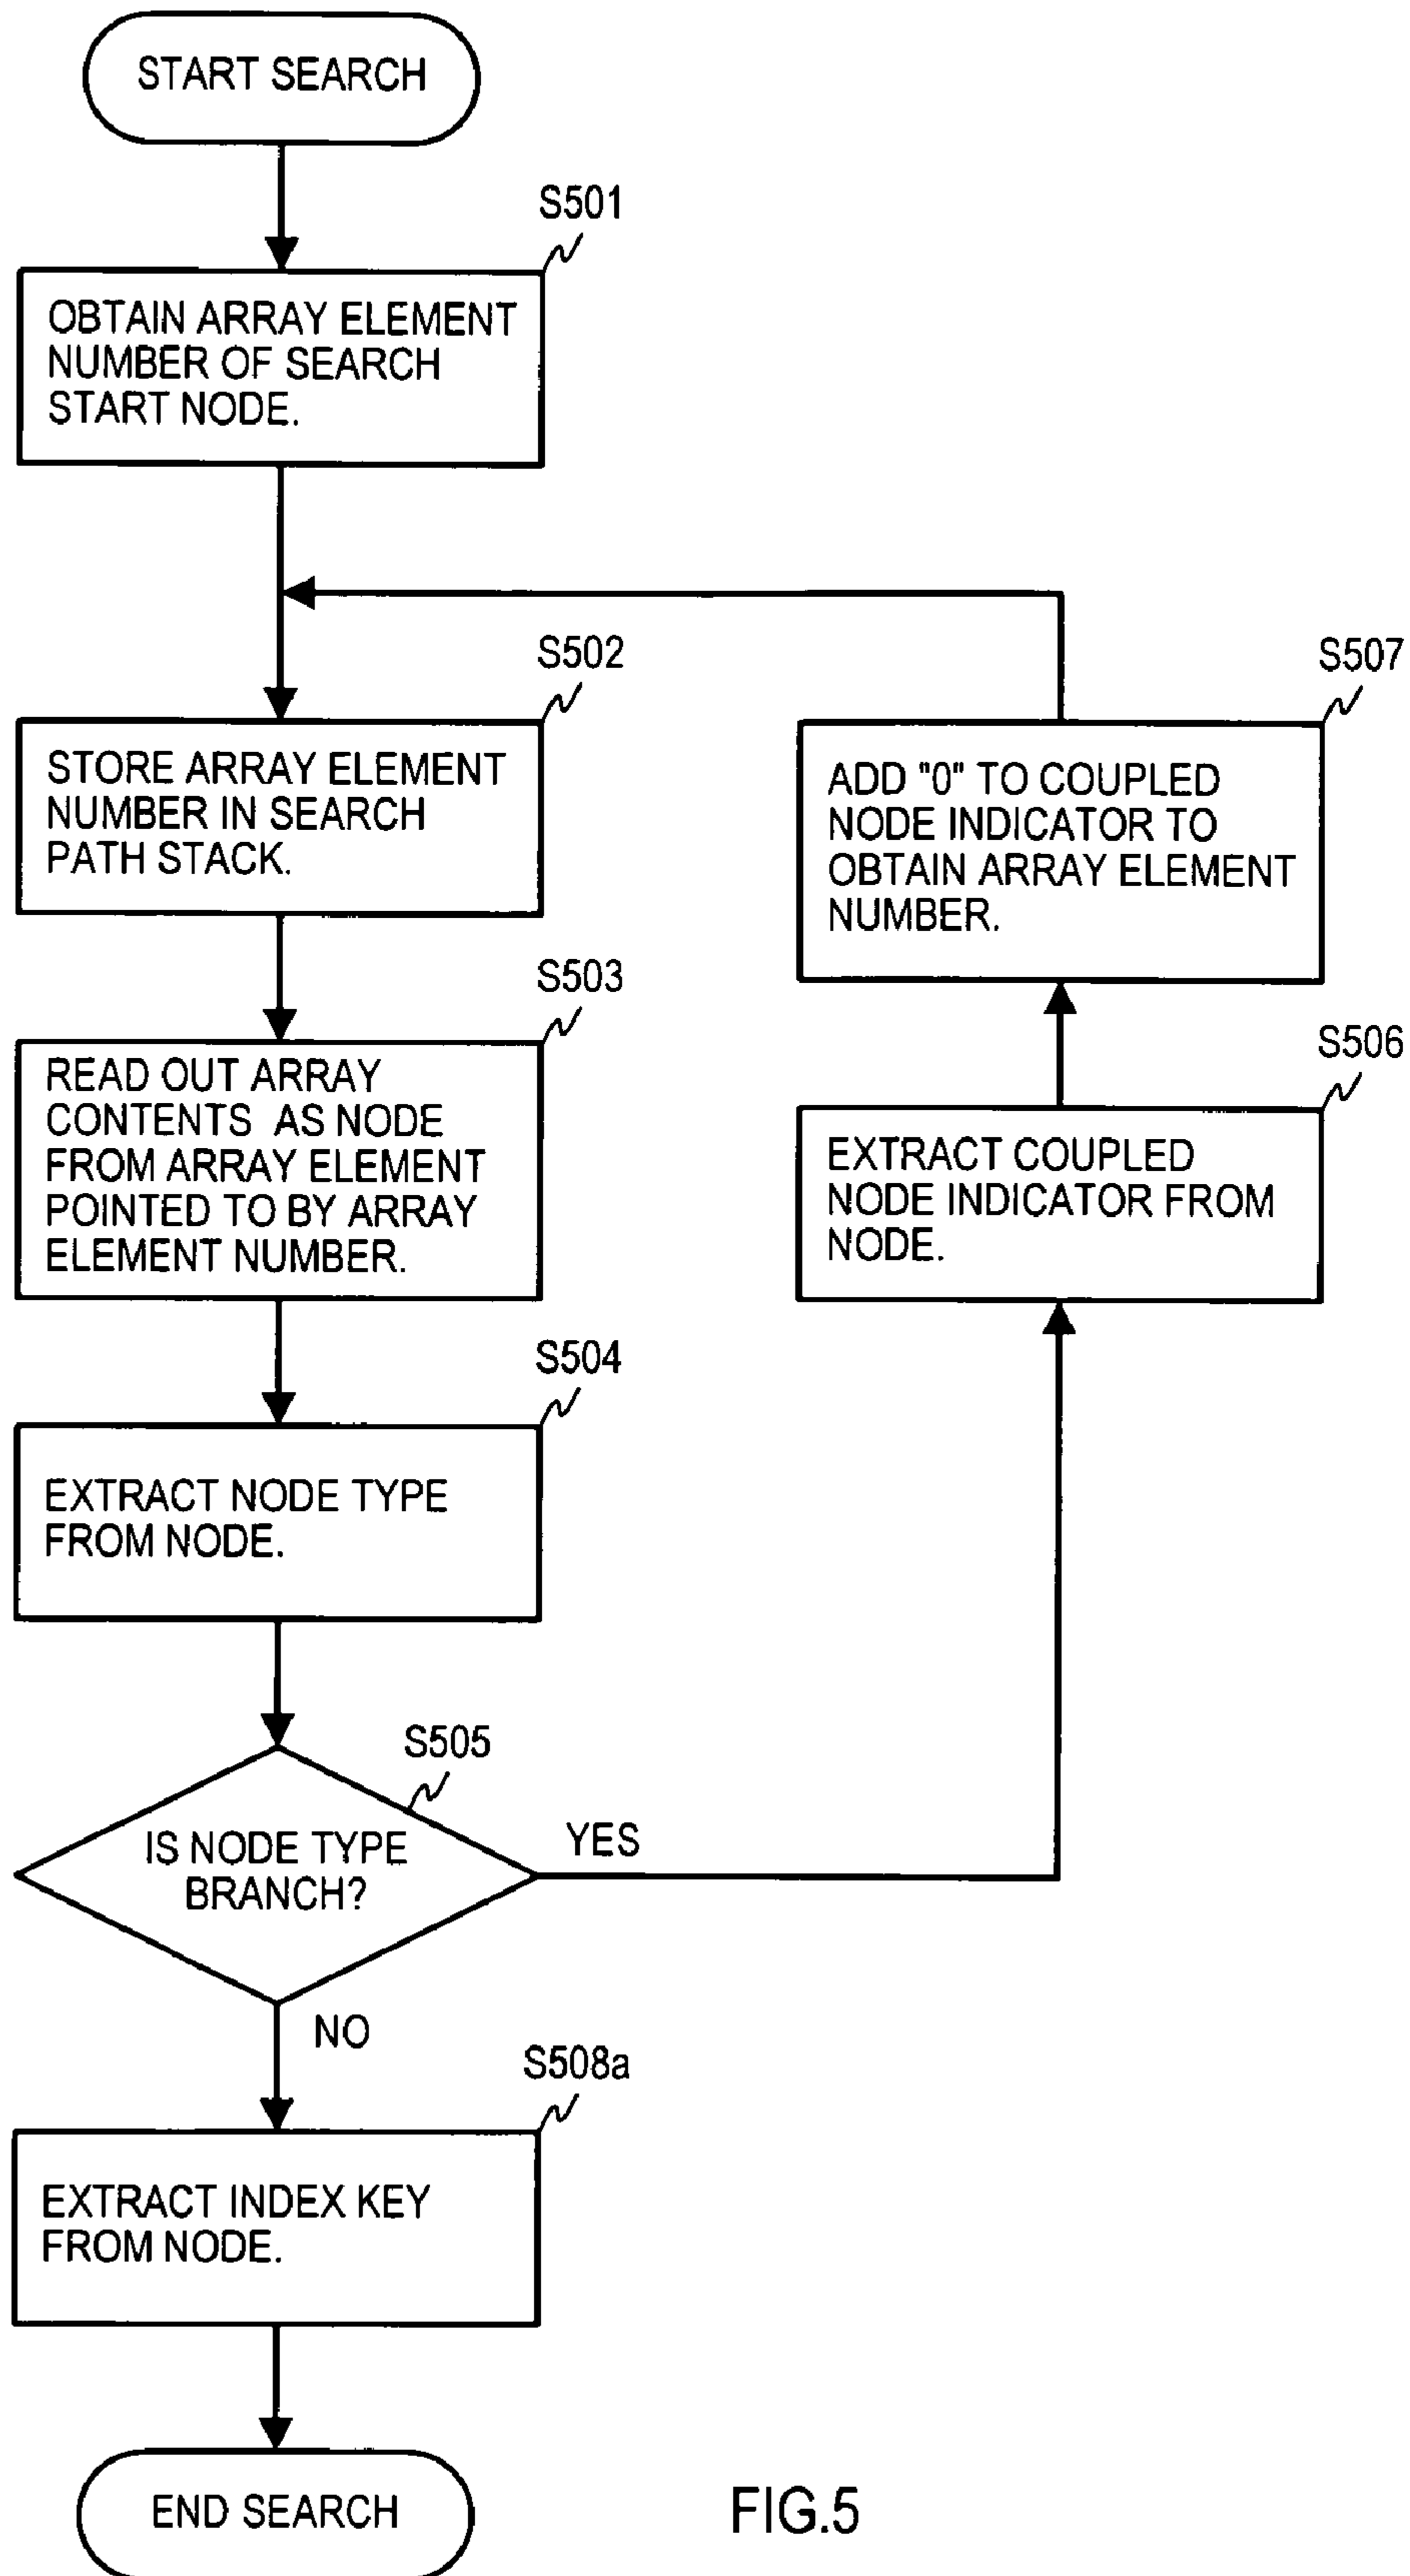 START SEARCH
S501
OBTAIN ARRAY ELEMENT
NUMBER OF SEARCH
START NODE.
S502
STORE ARRAY ELEMENT
NUMBER IN SEARCH
PATH STACK.
S507
ADD "0" TO COUPLED
NODE INDICATOR TO
OBTAIN ARRAY ELEMENT
NUMBER.
S503
READ OUT ARRAY
CONTENTS AS NODE
FROM ARRAY ELEMENT
POINTED TO BY ARRAY
ELEMENT NUMBER.
S506
EXTRACT COUPLED
NODE INDICATOR FROM
NODE.
S504
EXTRACT NODE TYPE
FROM NODE.
S505
IS NODE TYPE
BRANCH?
YES
NO
S508a
EXTRACT INDEX KEY
FROM NODE.
END SEARCH
FIG.5